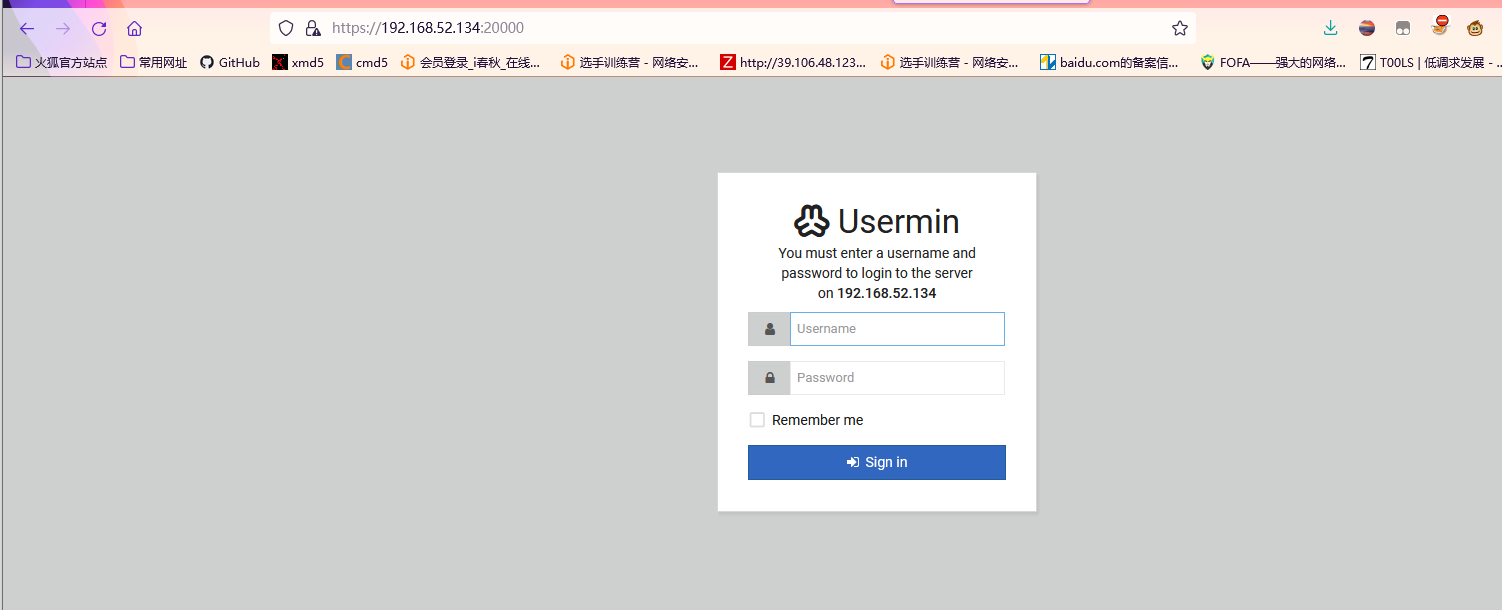 https://192.168.52.134:20000
火狐官方站点 常用网址 GitHub xmd5 cmd5 会员登录_i春秋_在线... 选手训练营 - 网络安... http://39.106.48.123... 选手训练营 - 网络安... baidu.com的备案信... FOFA——强大的网络... T00LS | 低调求发展 - ...
Usermin
You must enter a username and
password to login to the server
on 192.168.52.134
Username
Password
Remember me
Sign in